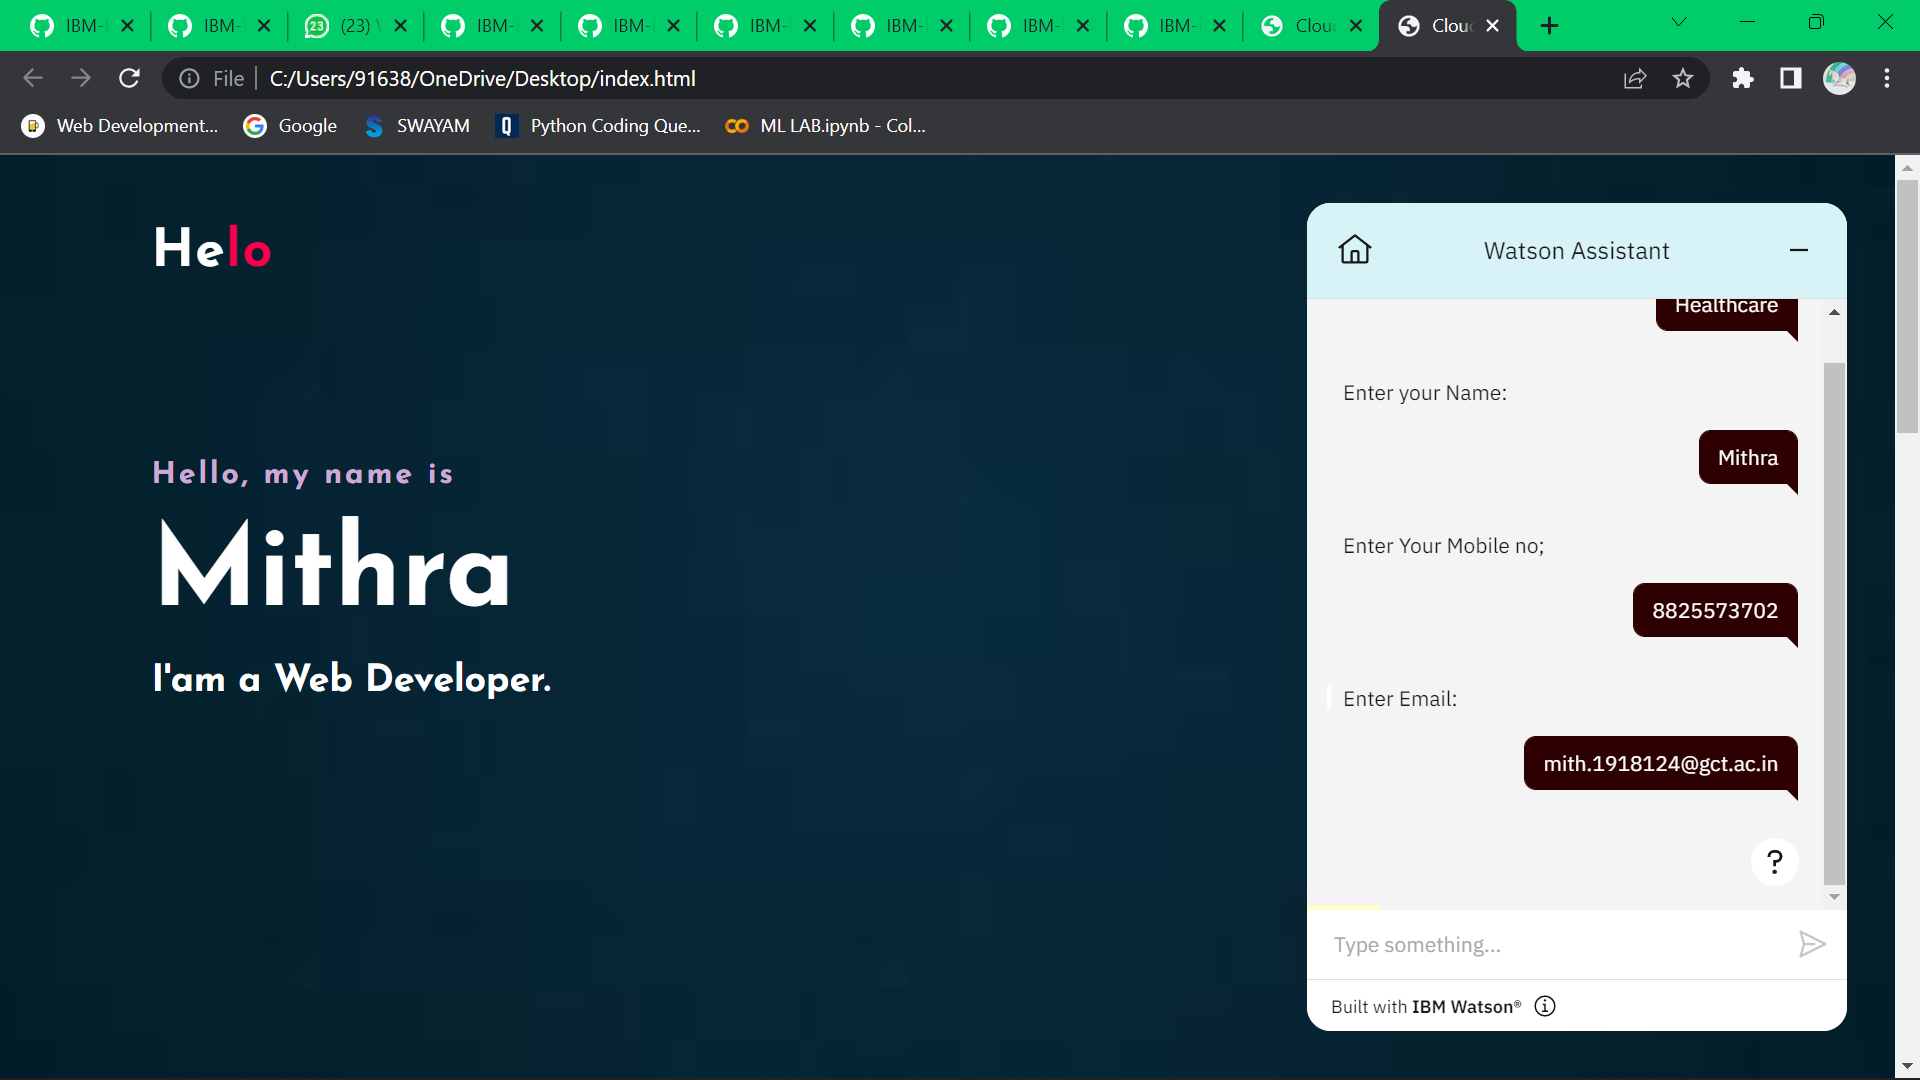 IBM- IBM- (23) IBM- IBM- IBM- IBM- IBM- IBM- Clou Clou
File C:/Users/91638/OneDrive/Desktop/index.html
Web Development... Google SWAYAM Python Coding Que... ML LAB.ipynb - Col...
Helo
Hello, my name is
Mithra
I'am a Web Developer.
Watson Assistant
Healthcare
Enter your Name:
Mithra
Enter Your Mobile no;
8825573702
Enter Email:
mith.1918124@gct.ac.in
?
Type something...
Built with IBM Watson®